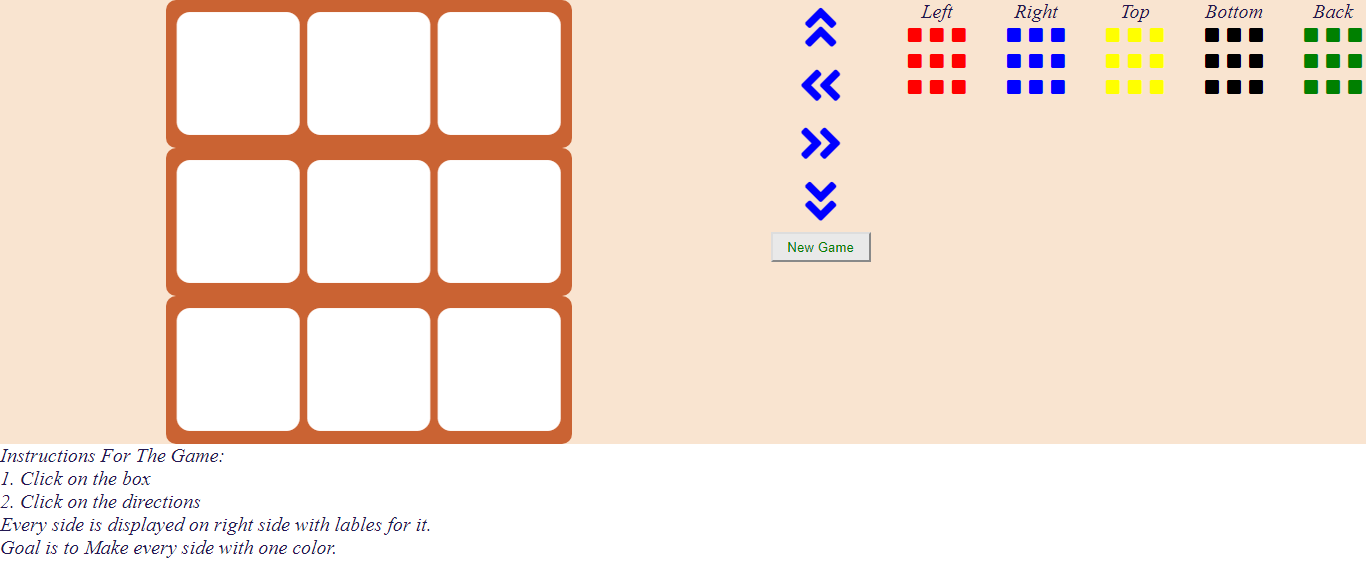 Left Right Top Bottom Back
New Game
Instructions For The Game:
1. Click on the box
2. Click on the directions
Every side is displayed on right side with lables for it.
Goal is to Make every side with one color.